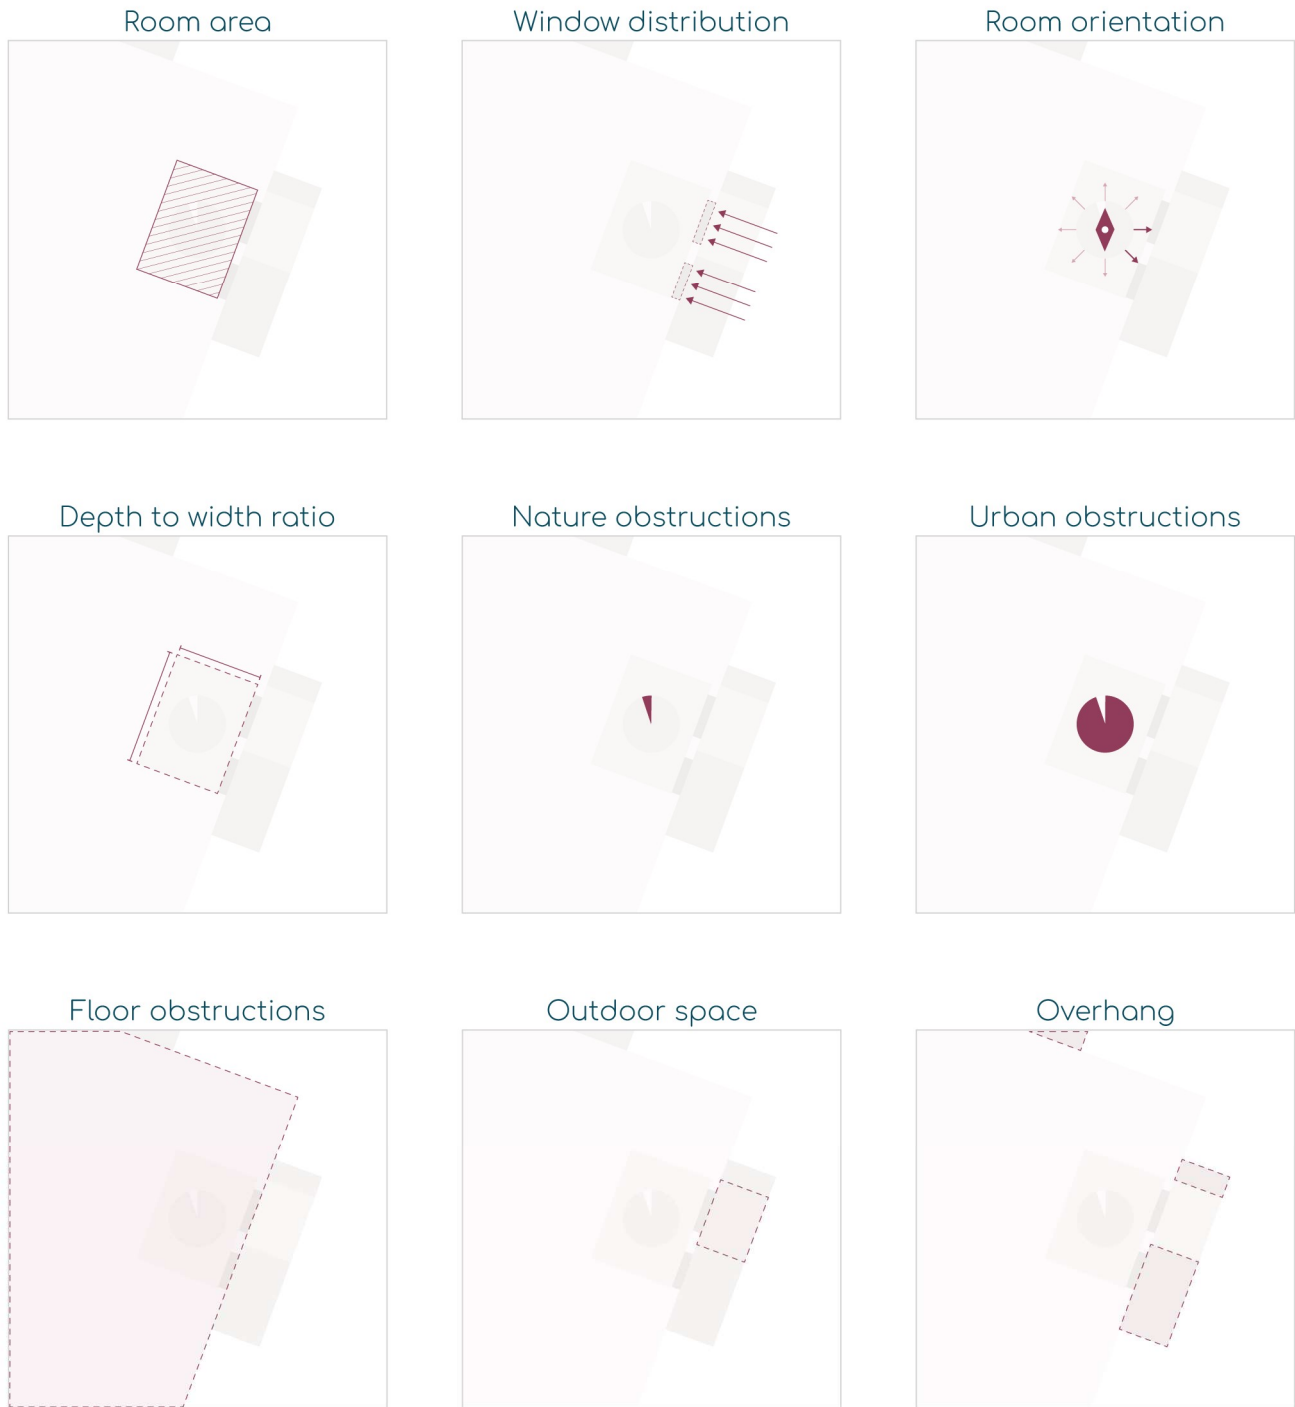 Room area
Window distribution
Room orientation
Depth to width ratio
Nature obstructions
Urban obstructions
Floor obstructions
Outdoor space
Overhang